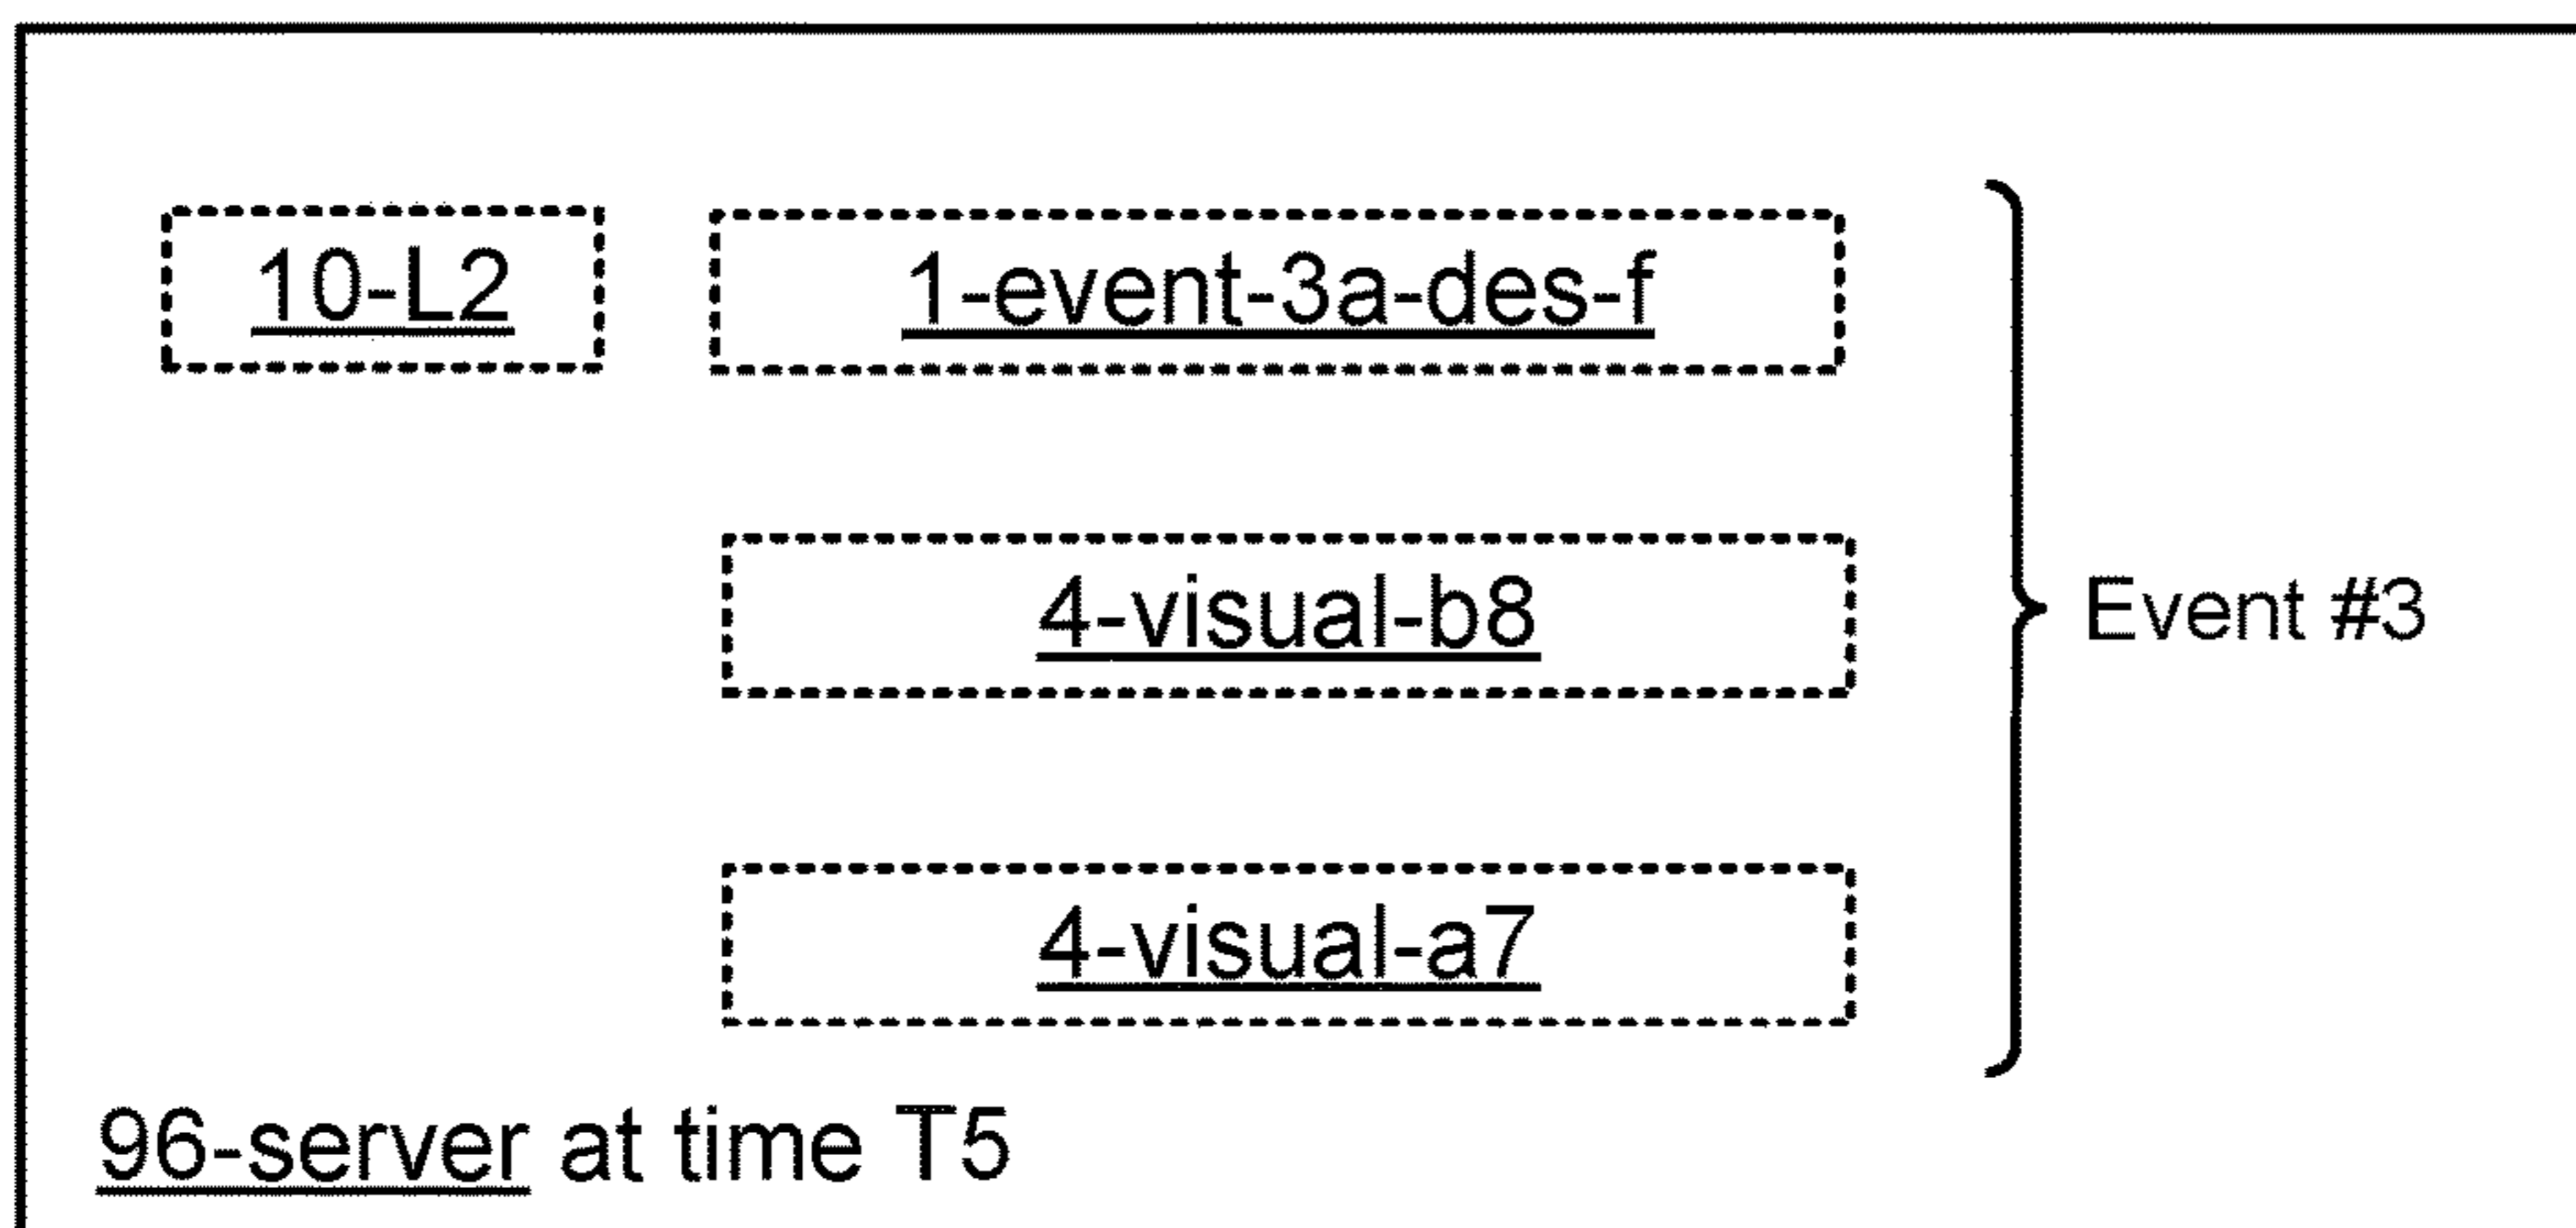 10-L2 1-event-3a-des-f
4-visual-b8
Event #3
4-visual-a7
96-server at time T5